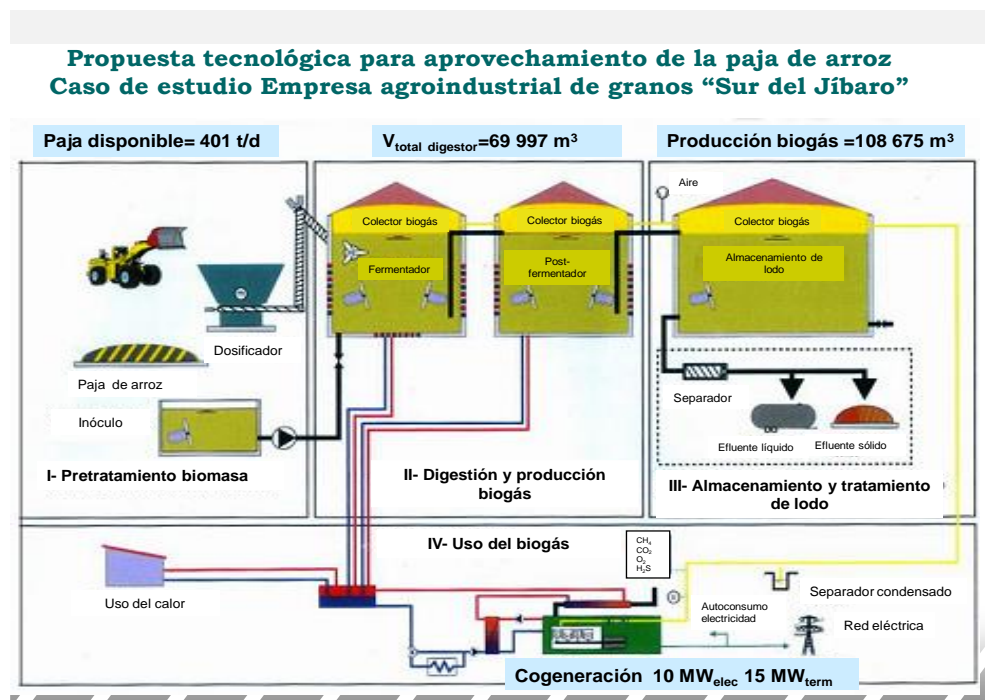 Propuesta tecnológica para aprovechamiento de la paja de arroz
Caso de estudio Empresa agroindustrial de granos “Sur del Jíbaro”
Paja disponible= 401 t/d
Vtotal digestor=69 997 m³
Producción biogás =108 675 m³
Aire
Colector biogás
Colector biogás
Colector biogás
Fermentador
Post-
fermentador
Almacenamiento de
lodo
Dosificador
Paja de arroz
Inóculo
Separador
Efluente líquido
Efluente sólido
I- Pretratamiento biomasa
II- Digestión y producción
biogás
III- Almacenamiento y tratamiento
de lodo
IV- Uso del biogás
CH₄
CO₂
O₂
H₂S
Uso del calor
Separador condensado
Autoconsumo
electricidad
Red eléctrica
Cogeneración 10 MWelec 15 MWterm